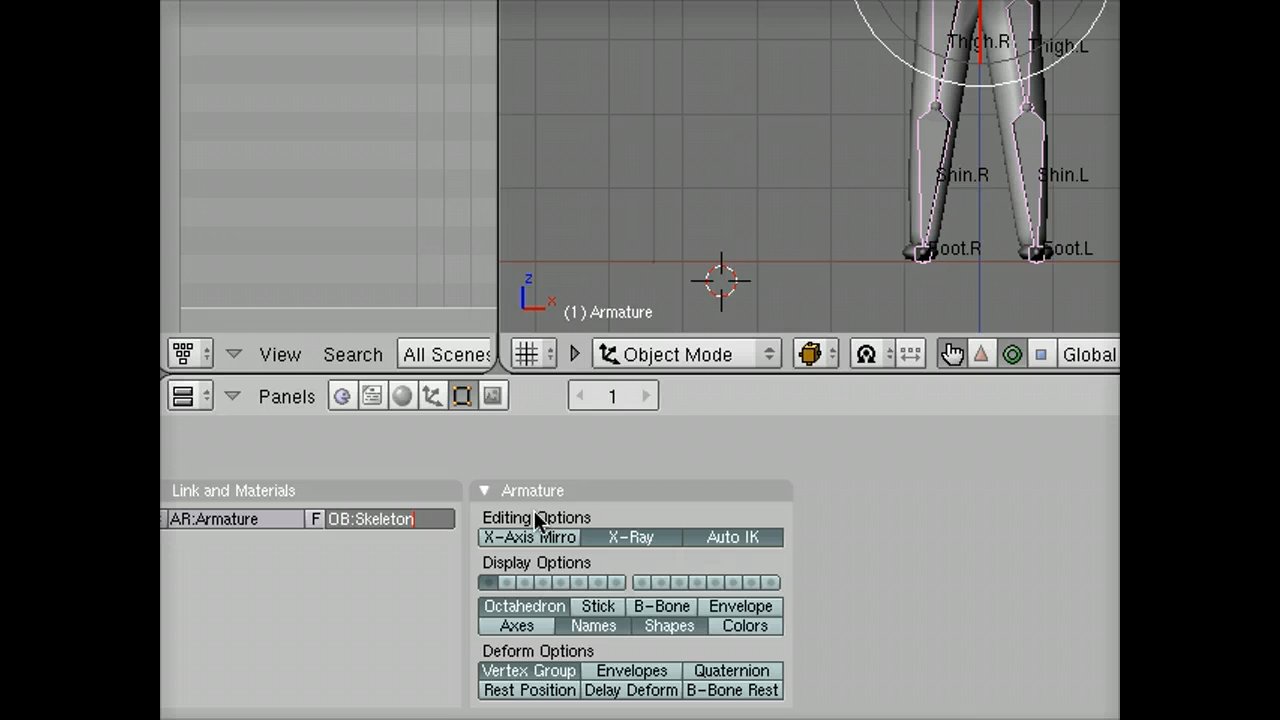 Thigh.R
Thigh.L
Shin.R
Shin.L
Foot.R
Foot.L
z
x
(1) Armature
View Search All Scenes
Object Mode Global
Panels 1
Link and Materials
AR:Armature F OB:Skeleton
Armature
Editing Options
X-Axis Mirro X-Ray Auto IK
Display Options
Octahedron Stick B-Bone Envelope
Axes Names Shapes Colors
Deform Options
Vertex Group Envelopes Quaternion
Rest Position Delay Deform B-Bone Rest